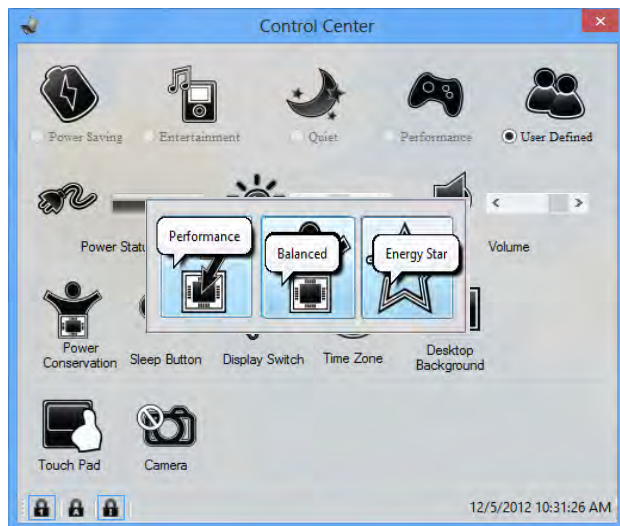 Control Center
Power Saving
Entertainment
Quiet
Performance
User Defined
Performance
Balanced
Energy Star
Power Statu
Volume
Power
Conservation
Sleep Button
Display Switch
Time Zone
Desktop
Background
Touch Pad
Camera
1
A
12/5/2012 10:31:26 AM